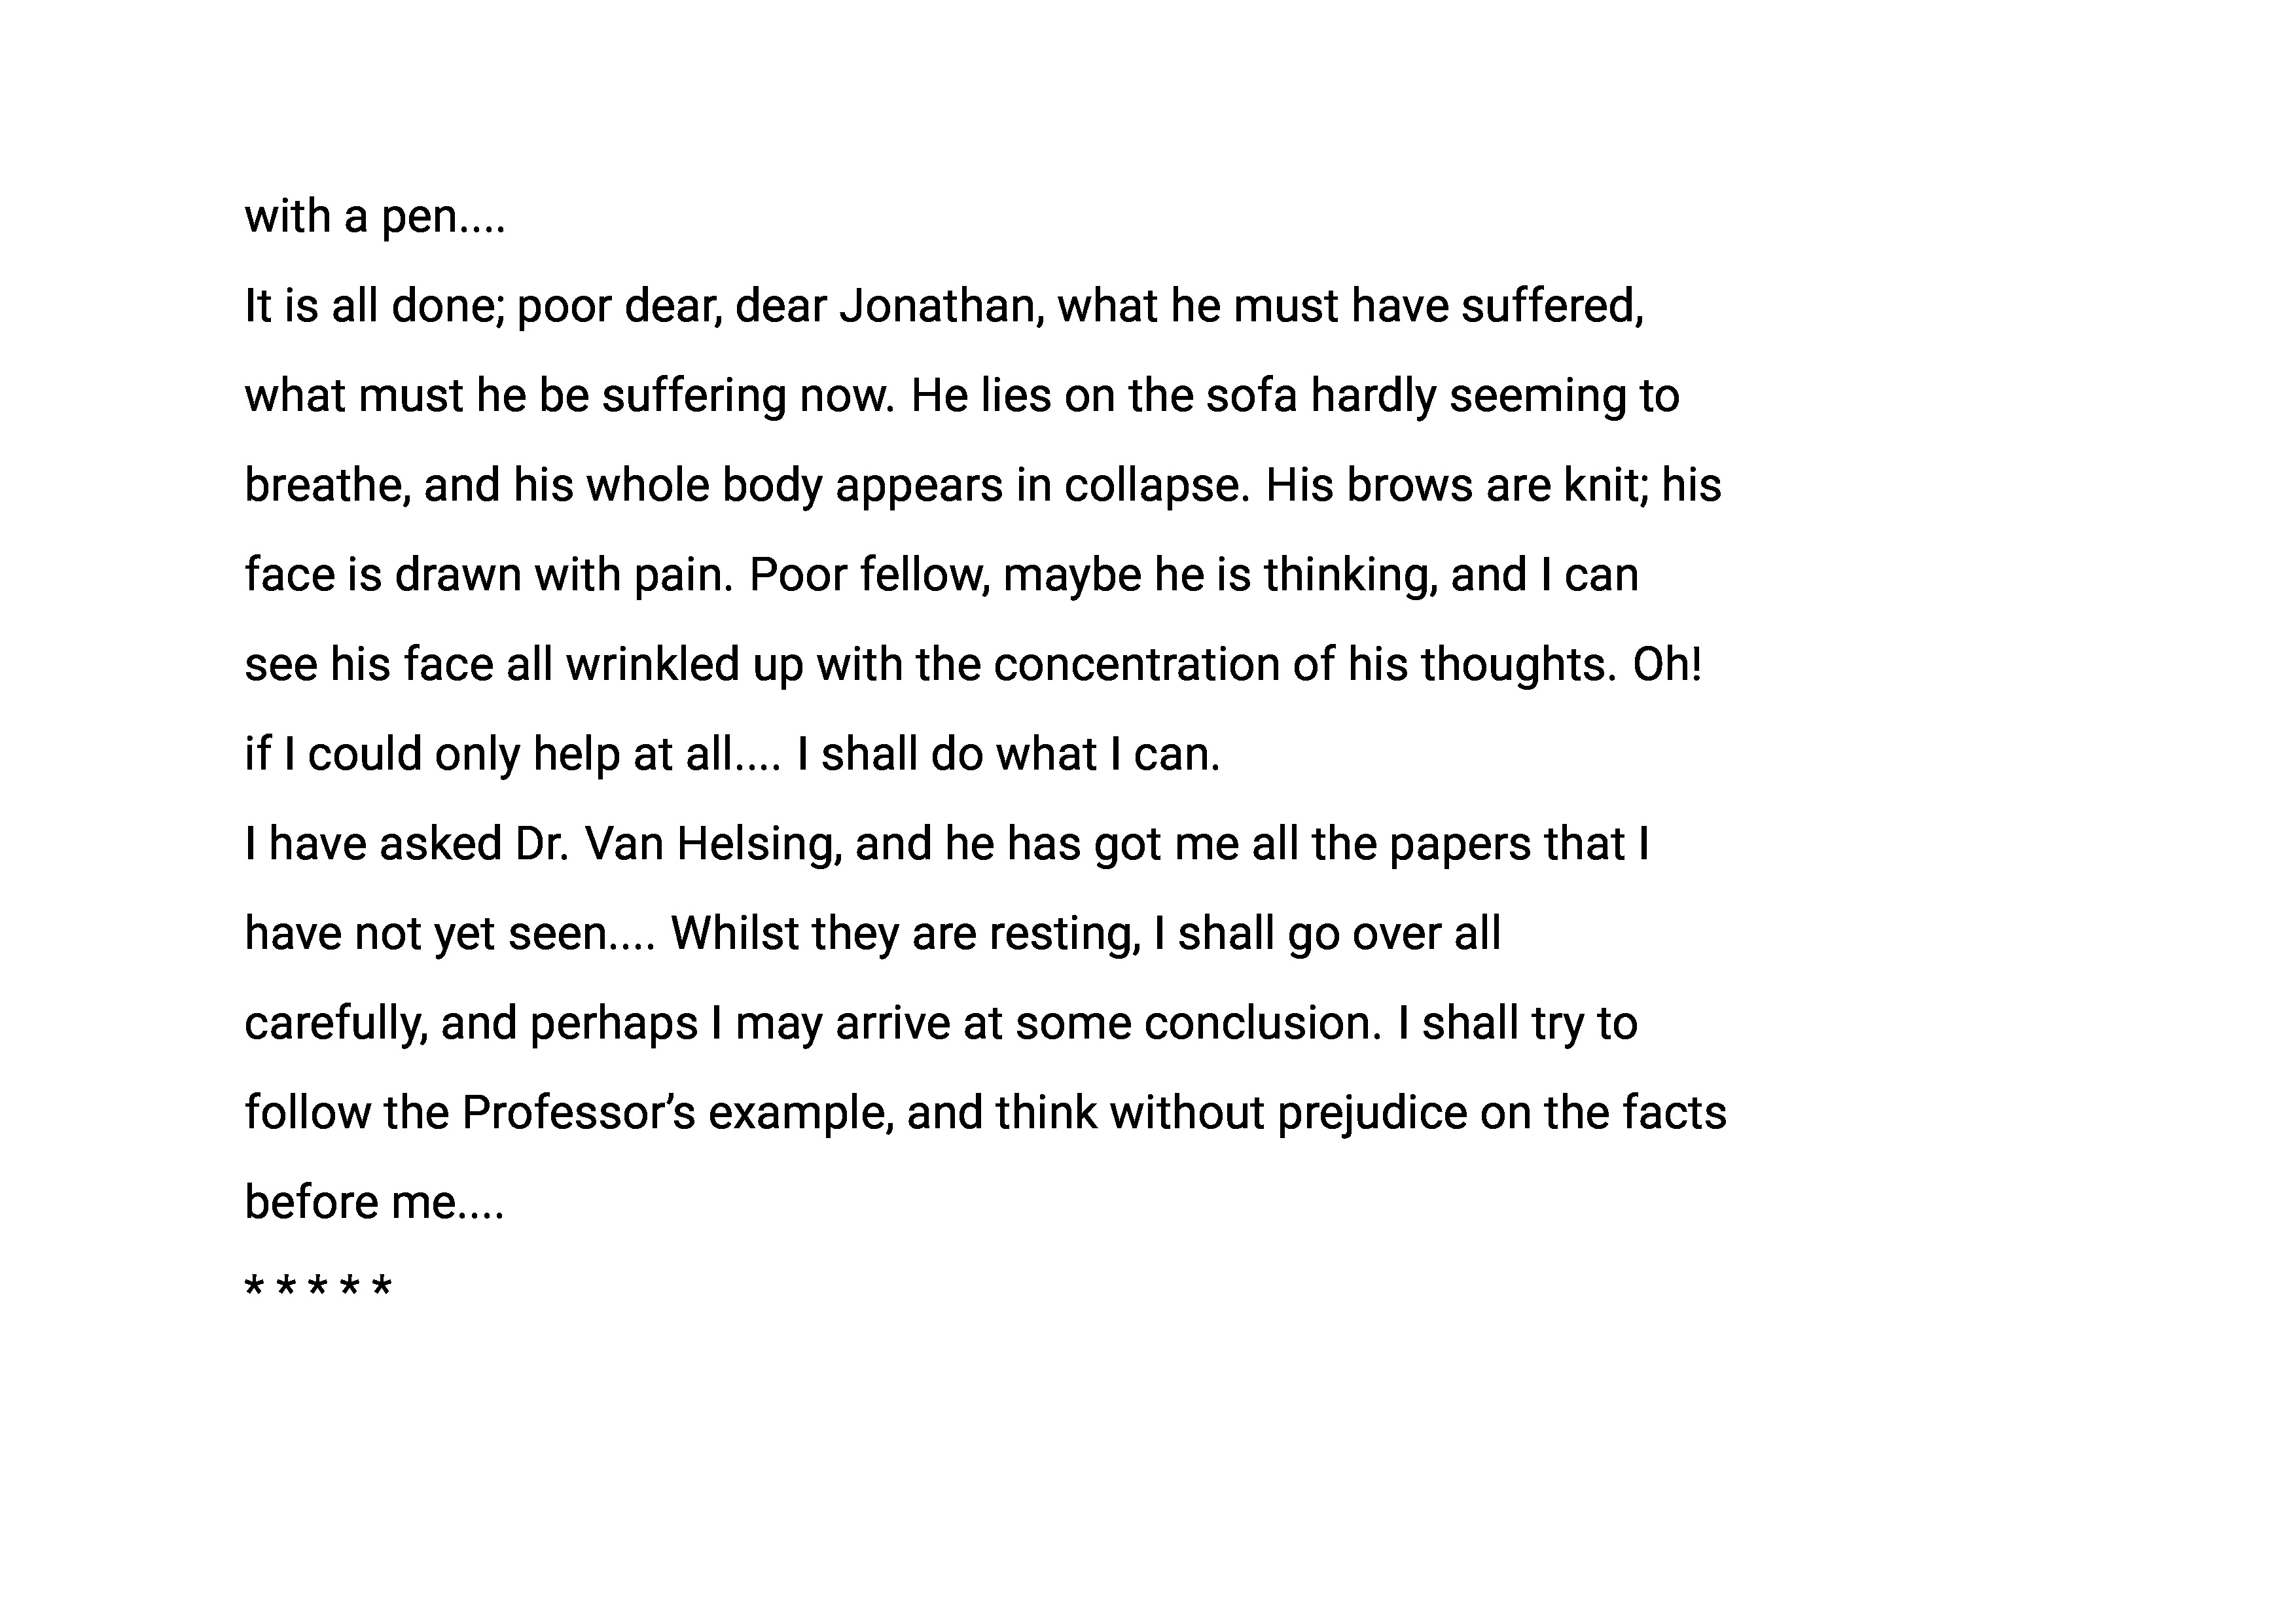 with a pen....
It is all done; poor dear, dear Jonathan, what he must have suffered,
what must he be suffering now. He lies on the sofa hardly seeming to
breathe, and his whole body appears in collapse. His brows are knit; his
face is drawn with pain. Poor fellow, maybe he is thinking, and I can
see his face all wrinkled up with the concentration of his thoughts. Oh!
if I could only help at all.... I shall do what I can.
I have asked Dr. Van Helsing, and he has got me all the papers that I
have not yet seen.... Whilst they are resting, I shall go over all
carefully, and perhaps I may arrive at some conclusion. I shall try to
follow the Professor’s example, and think without prejudice on the facts
before me....
* * * * *